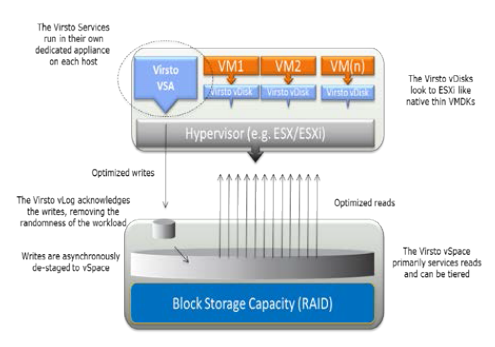 The Virsto Services
run in their own
dedicated appliance
on each host
Virsto
VSA
VM1
VM2
VM(n)
Virsto vDisk
Virsto vDisk
Virsto vDisk
The Virsto vDisks
look to ESXi like
native thin VMDKs
Hypervisor (e.g. ESX/ESXi)
Optimized writes
The Virsto vLog acknowledges
the writes, removing the
randomness of the workload
Optimized reads
Writes are asynchronously
de-staged to vSpace
The Virsto vSpace
primarily services reads
and can be tiered
Block Storage Capacity (RAID)